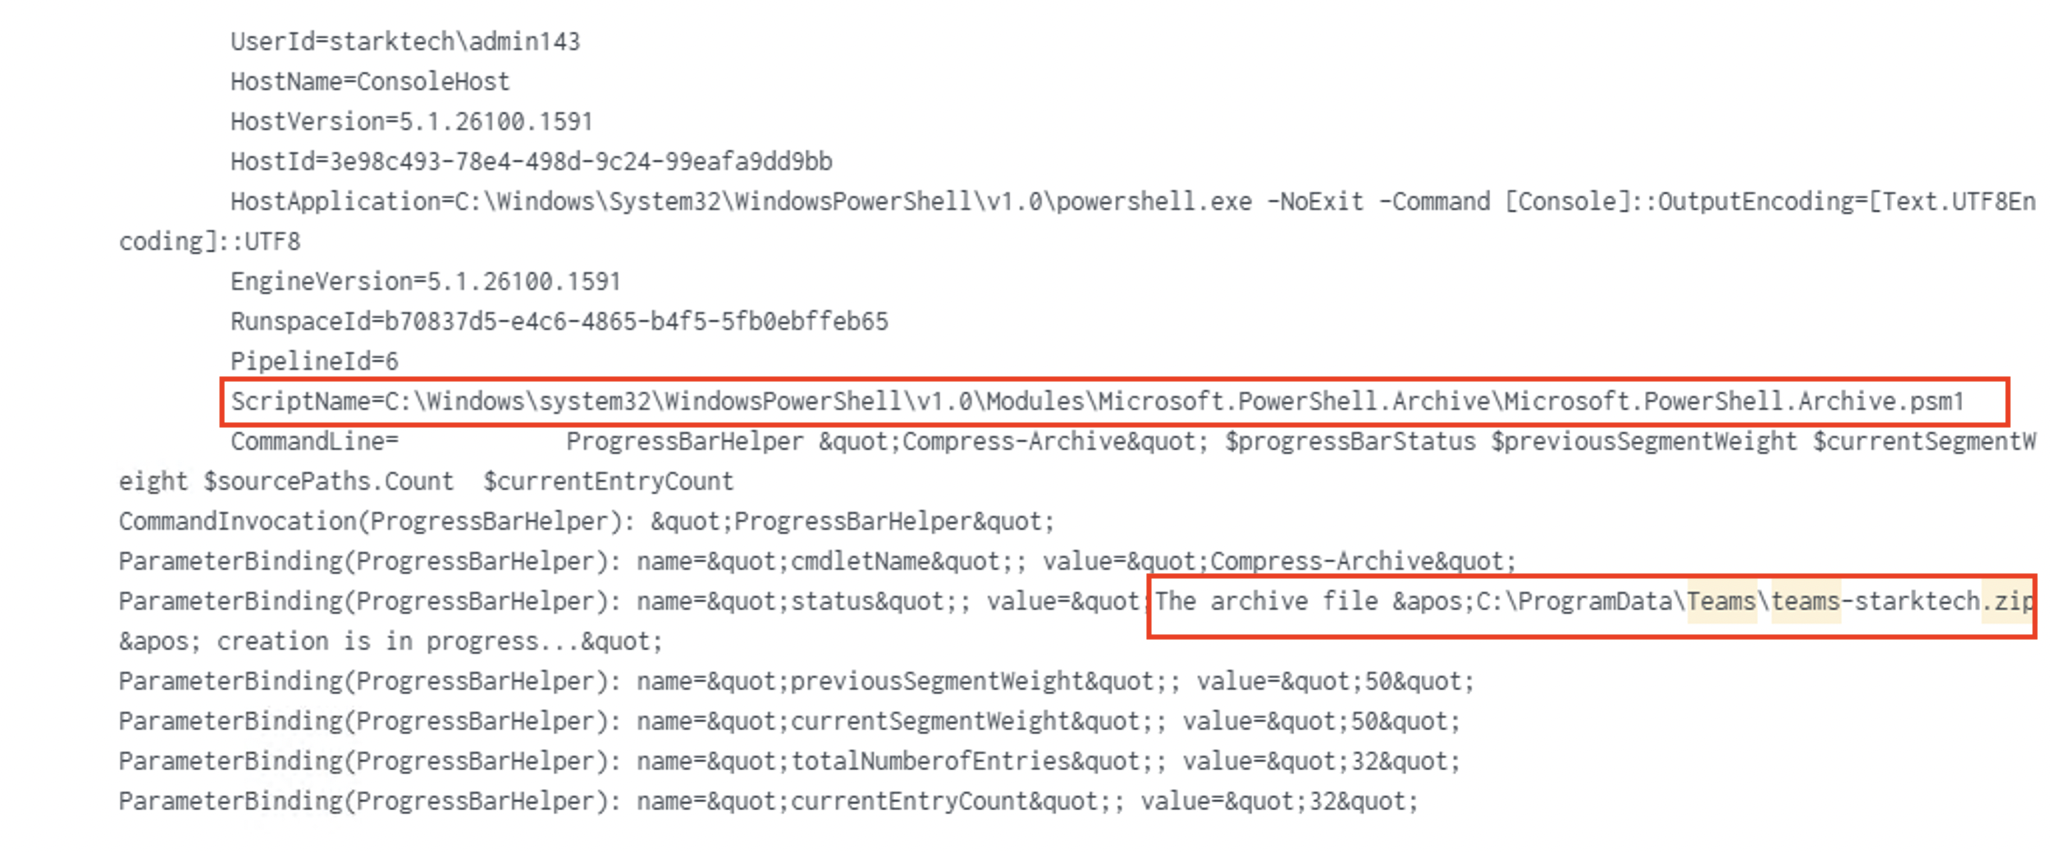 UserId=starktech\admin143
HostName=ConsoleHost
HostVersion=5.1.26100.1591
HostId=3e98c493-78e4-498d-9c24-99eafa9dd9bb
HostApplication=C:\Windows\System32\WindowsPowerShell\v1.0\powershell.exe -NoExit -Command [Console]::OutputEncoding=[Text.UTF8En
coding]::UTF8
EngineVersion=5.1.26100.1591
RunspaceId=b70837d5-e4c6-4865-b4f5-5fb0ebffeb65
PipelineId=6
ScriptName=C:\Windows\system32\WindowsPowerShell\v1.0\Modules\Microsoft.PowerShell.Archive\Microsoft.PowerShell.Archive.psm1
CommandLine=            ProgressBarHelper &quot;Compress-Archive&quot; $progressBarStatus $previousSegmentWeight $currentSegmentW
eight $sourcePaths.Count  $currentEntryCount
CommandInvocation(ProgressBarHelper): &quot;ProgressBarHelper&quot;
ParameterBinding(ProgressBarHelper): name=&quot;cmdletName&quot;; value=&quot;Compress-Archive&quot;
ParameterBinding(ProgressBarHelper): name=&quot;status&quot;; value=&quot;The archive file &apos;C:\ProgramData\Teams\teams-starktech.zip
&apos; creation is in progress...&quot;
ParameterBinding(ProgressBarHelper): name=&quot;previousSegmentWeight&quot;; value=&quot;50&quot;
ParameterBinding(ProgressBarHelper): name=&quot;currentSegmentWeight&quot;; value=&quot;50&quot;
ParameterBinding(ProgressBarHelper): name=&quot;totalNumberofEntries&quot;; value=&quot;32&quot;
ParameterBinding(ProgressBarHelper): name=&quot;currentEntryCount&quot;; value=&quot;32&quot;